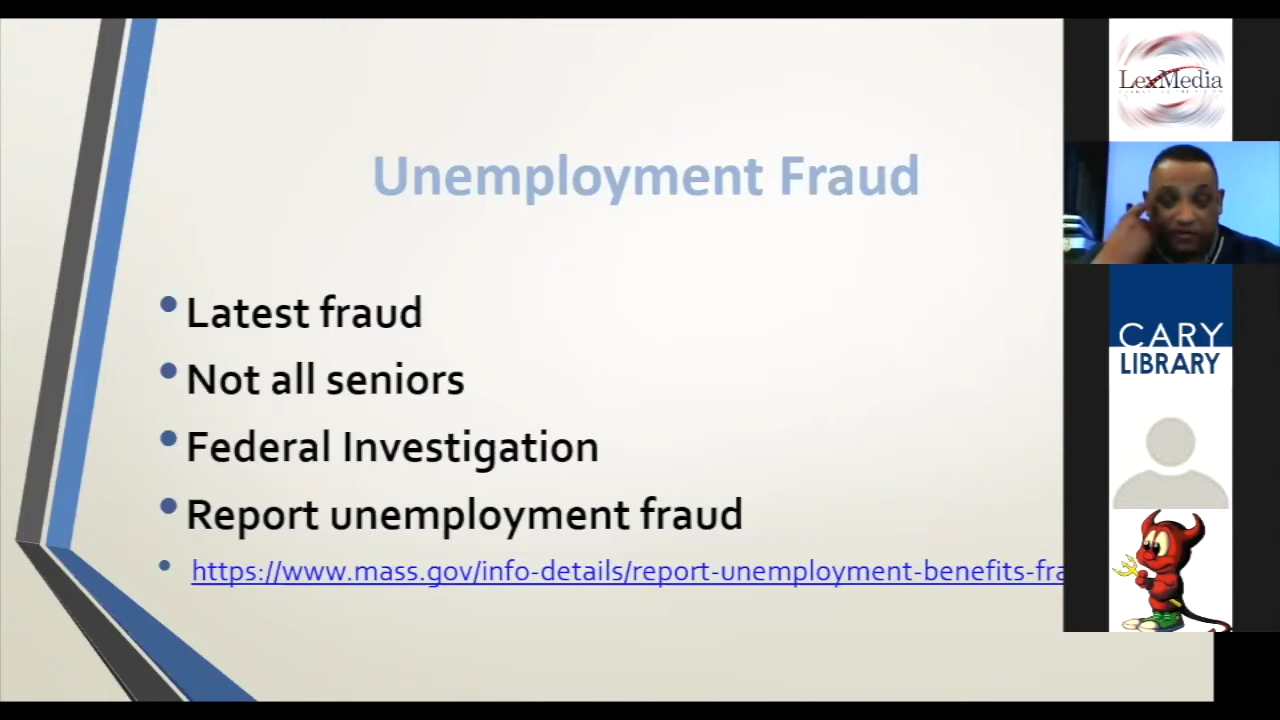 Unemployment Fraud
Latest fraud
Not all seniors
Federal Investigation
Report unemployment fraud
https://www.mass.gov/info-details/report-unemployment-benefits-fra
LexMedia
CARY
LIBRARY